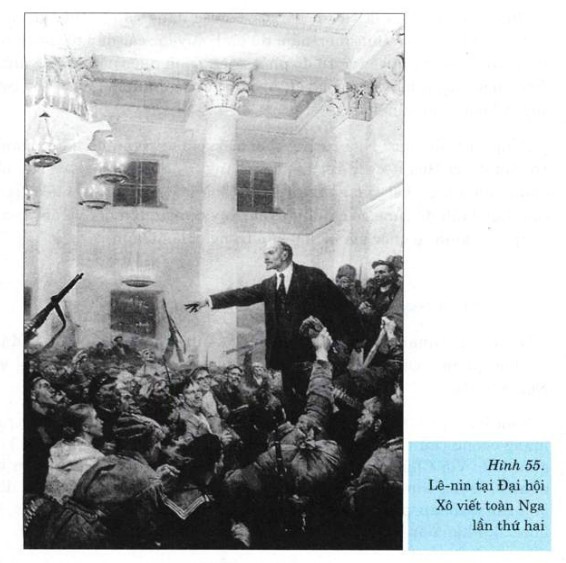 Hình 55.
Lê-nin tại Đại hội
Xô viết toàn Nga
lần thứ hai